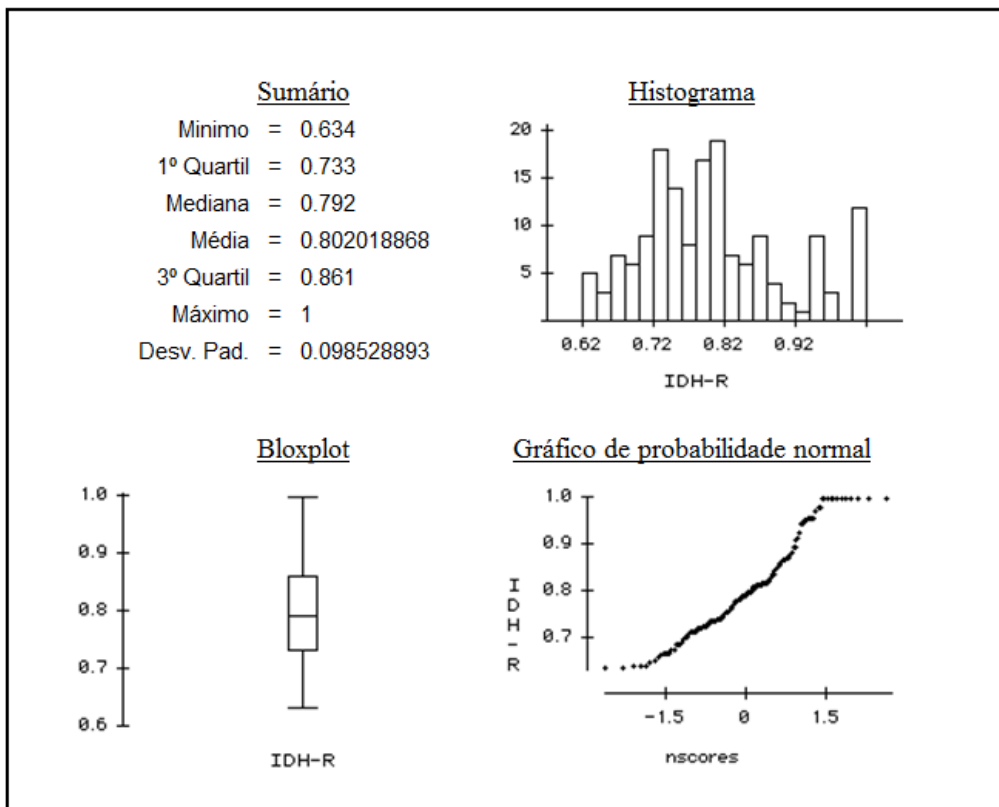 Sumário
Minimo = 0.634
1º Quartil = 0.733
Mediana = 0.792
Média = 0.802018868
3º Quartil = 0.861
Máximo = 1
Desv. Pad. = 0.098528893
Histograma
20
15
10
5
0.62 0.72 0.82 0.92
IDH-R
Bloxplot
1.0
0.9
0.8
0.7
0.6
IDH-R
Gráfico de probabilidade normal
1.0
0.9
0.8
0.7
IDH-R
-1.5 0 1.5
nscores